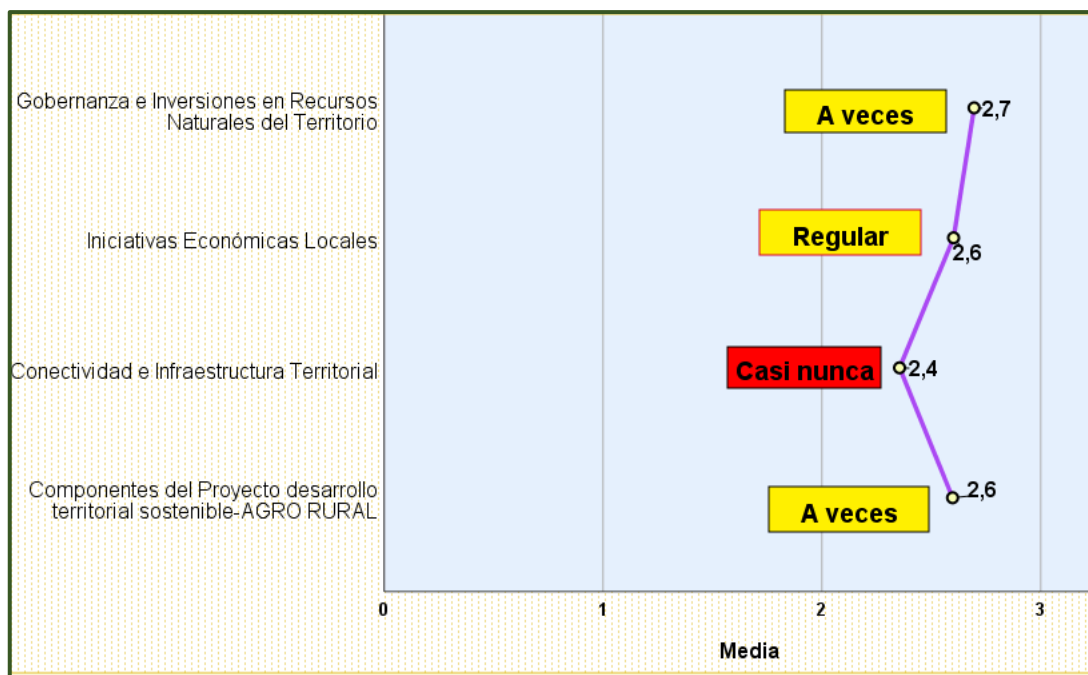 Gobernanza e Inversiones en Recursos
Naturales del Territorio
A veces
2,7
Iniciativas Económicas Locales
Regular
2,6
Conectividad e Infraestructura Territorial
Casi nunca
2,4
Componentes del Proyecto desarrollo
territorial sostenible-AGRO RURAL
A veces
2,6
0 1 2 3
Media